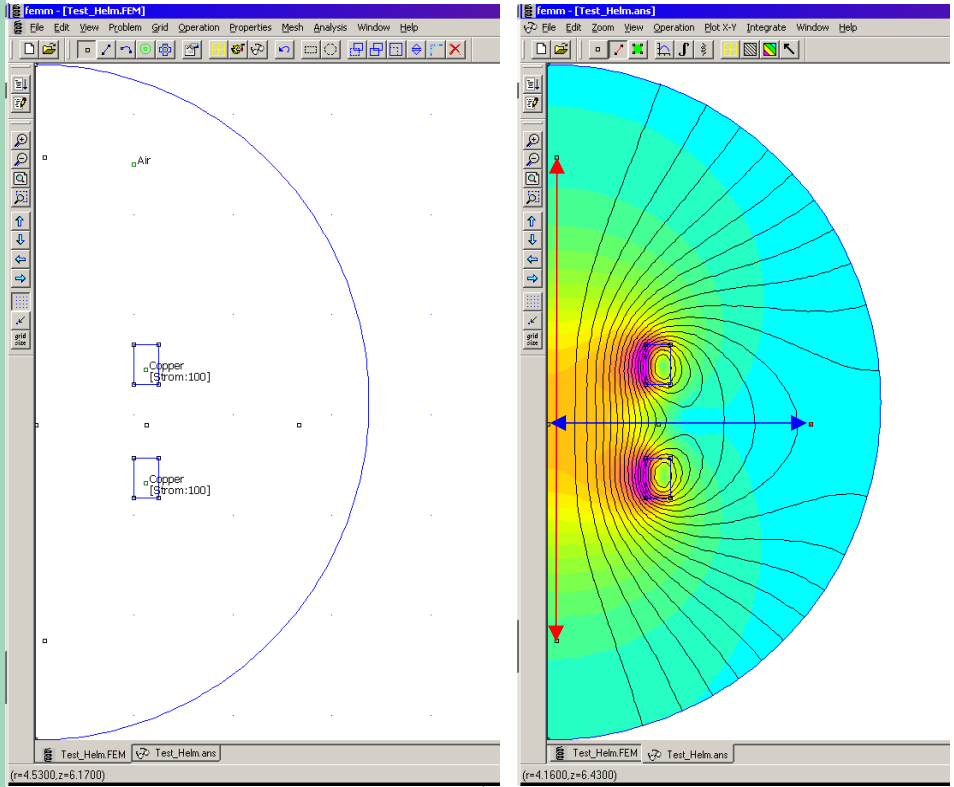 femm - [Test_Helm.FEM]
File Edit View Problem Grid Operation Properties Mesh Analysis Window Help
Air
Copper
[Strom:100]
Copper
[Strom:100]
grid
size
Test_Helm.FEM Test_Helm.ans
(r=4.5300,z=6.1700)
femm - [Test_Helm.ans]
File Edit Zoom View Operation Plot X-Y Integrate Window Help
grid
size
Test_Helm.FEM Test_Helm.ans
(r=4.1600,z=6.4300)